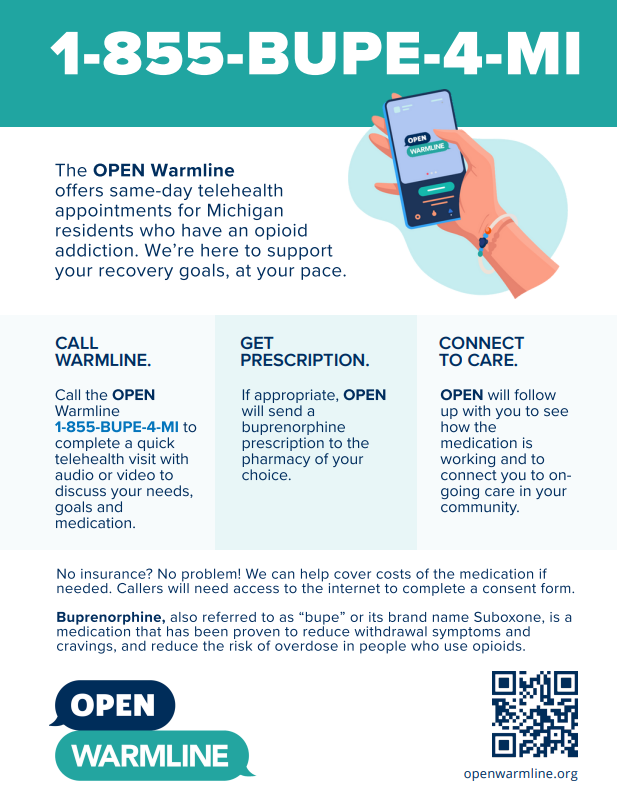 1-855-BUPE-4-MI
OPEN
WARMLINE
The OPEN Warmline
offers same-day telehealth
appointments for Michigan
residents who have an opioid
addiction. We’re here to support
your recovery goals, at your pace.
CALL
WARMLINE.
Call the OPEN
Warmline
1-855-BUPE-4-MI to
complete a quick
telehealth visit with
audio or video to
discuss your needs,
goals and
medication.
GET
PRESCRIPTION.
If appropriate, OPEN
will send a
buprenorphine
prescription to the
pharmacy of your
choice.
CONNECT
TO CARE.
OPEN will follow
up with you to see
how the
medication is
working and to
connect you to on-
going care in your
community.
No insurance? No problem! We can help cover costs of the medication if
needed. Callers will need access to the internet to complete a consent form.
Buprenorphine, also referred to as “bupe” or its brand name Suboxone, is a
medication that has been proven to reduce withdrawal symptoms and
cravings, and reduce the risk of overdose in people who use opioids.
OPEN
WARMLINE
openwarmline.org